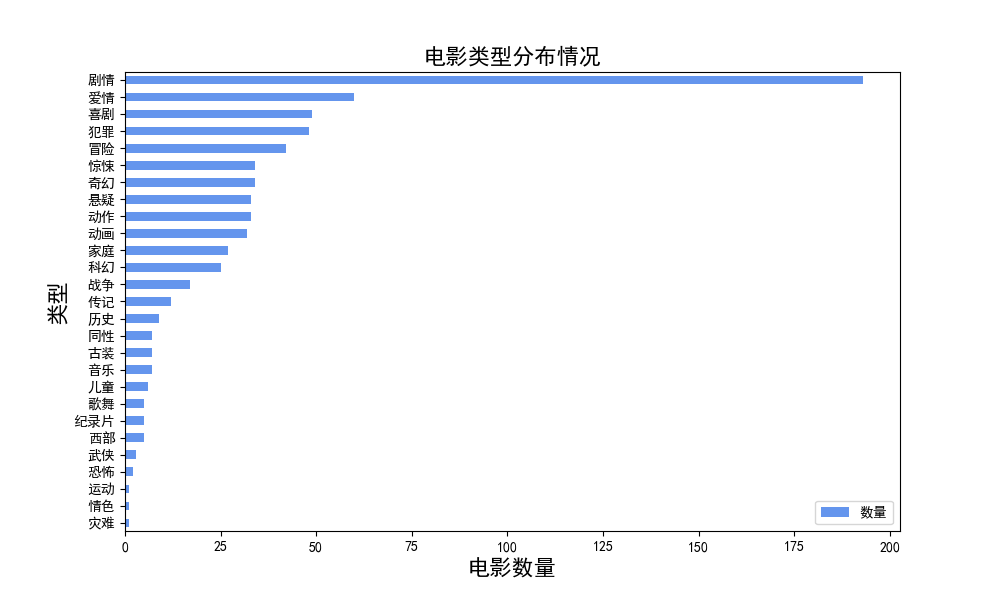 电影类型分布情况
剧情
爱情
喜剧
犯罪
冒险
惊悚
奇幻
悬疑
动作
动画
家庭
科幻
战争
传记
历史
同性
古装
音乐
儿童
歌舞
纪录片
西部
武侠
恐怖
运动
情色
灾难
类型
数量
0 25 50 75 100 125 150 175 200
电影数量